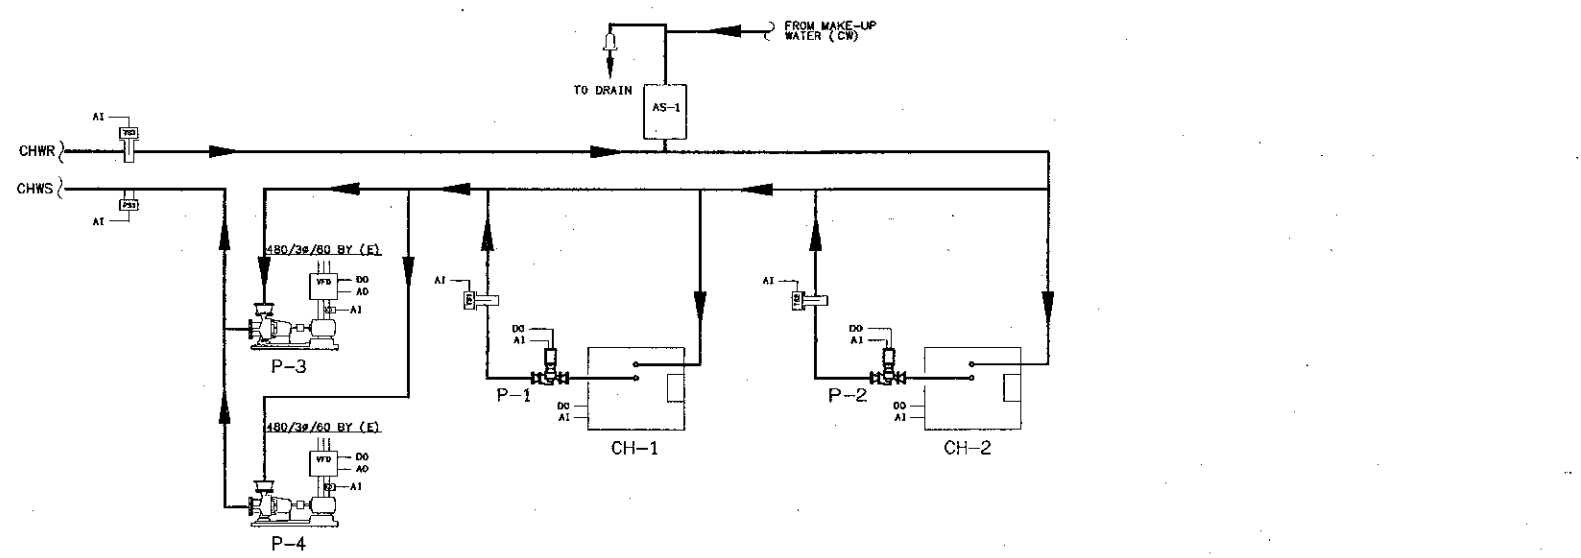 FROM MAKE-UP
WATER (CW)
TO DRAIN
AS-1
AI
CHWR
CHWS
AI
480/3ø/60 BY (E)
VFD
DO
AO
AI
P-3
AI
DO
AI
P-1
DO
AI
CH-1
AI
TS2
DO
AI
P-2
DO
AI
CH-2
480/3ø/60 BY (E)
VFD
DO
AO
AI
P-4